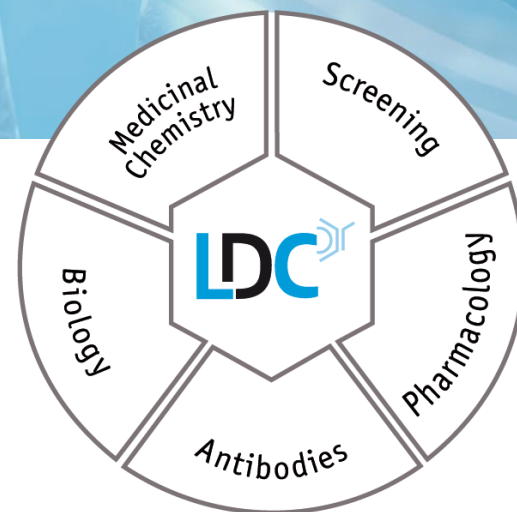 Medicinal
Chemistry
Screening
LDC
Biology
Pharmacology
Antibodies